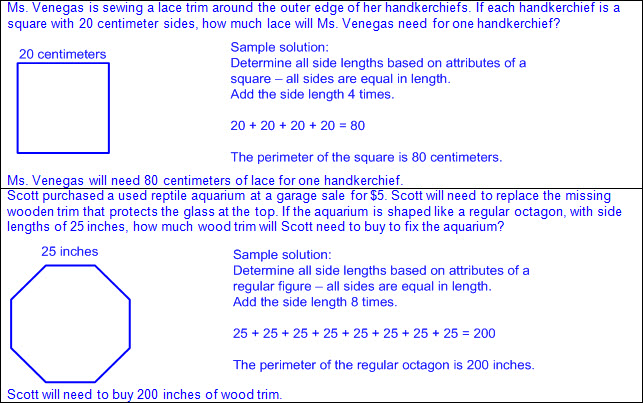 Ms. Venegas is sewing a lace trim around the outer edge of her handkerchiefs. If each handkerchief is a
square with 20 centimeter sides, how much lace will Ms. Venegas need for one handkerchief?
20 centimeters
Sample solution:
Determine all side lengths based on attributes of a
square – all sides are equal in length.
Add the side length 4 times.
20 + 20 + 20 + 20 = 80
The perimeter of the square is 80 centimeters.
Ms. Venegas will need 80 centimeters of lace for one handkerchief.
Scott purchased a used reptile aquarium at a garage sale for $5. Scott will need to replace the missing
wooden trim that protects the glass at the top. If the aquarium is shaped like a regular octagon, with side
lengths of 25 inches, how much wood trim will Scott need to buy to fix the aquarium?
25 inches
Sample solution:
Determine all side lengths based on attributes of a
regular figure – all sides are equal in length.
Add the side length 8 times.
25 + 25 + 25 + 25 + 25 + 25 + 25 + 25 = 200
The perimeter of the regular octagon is 200 inches.
Scott will need to buy 200 inches of wood trim.